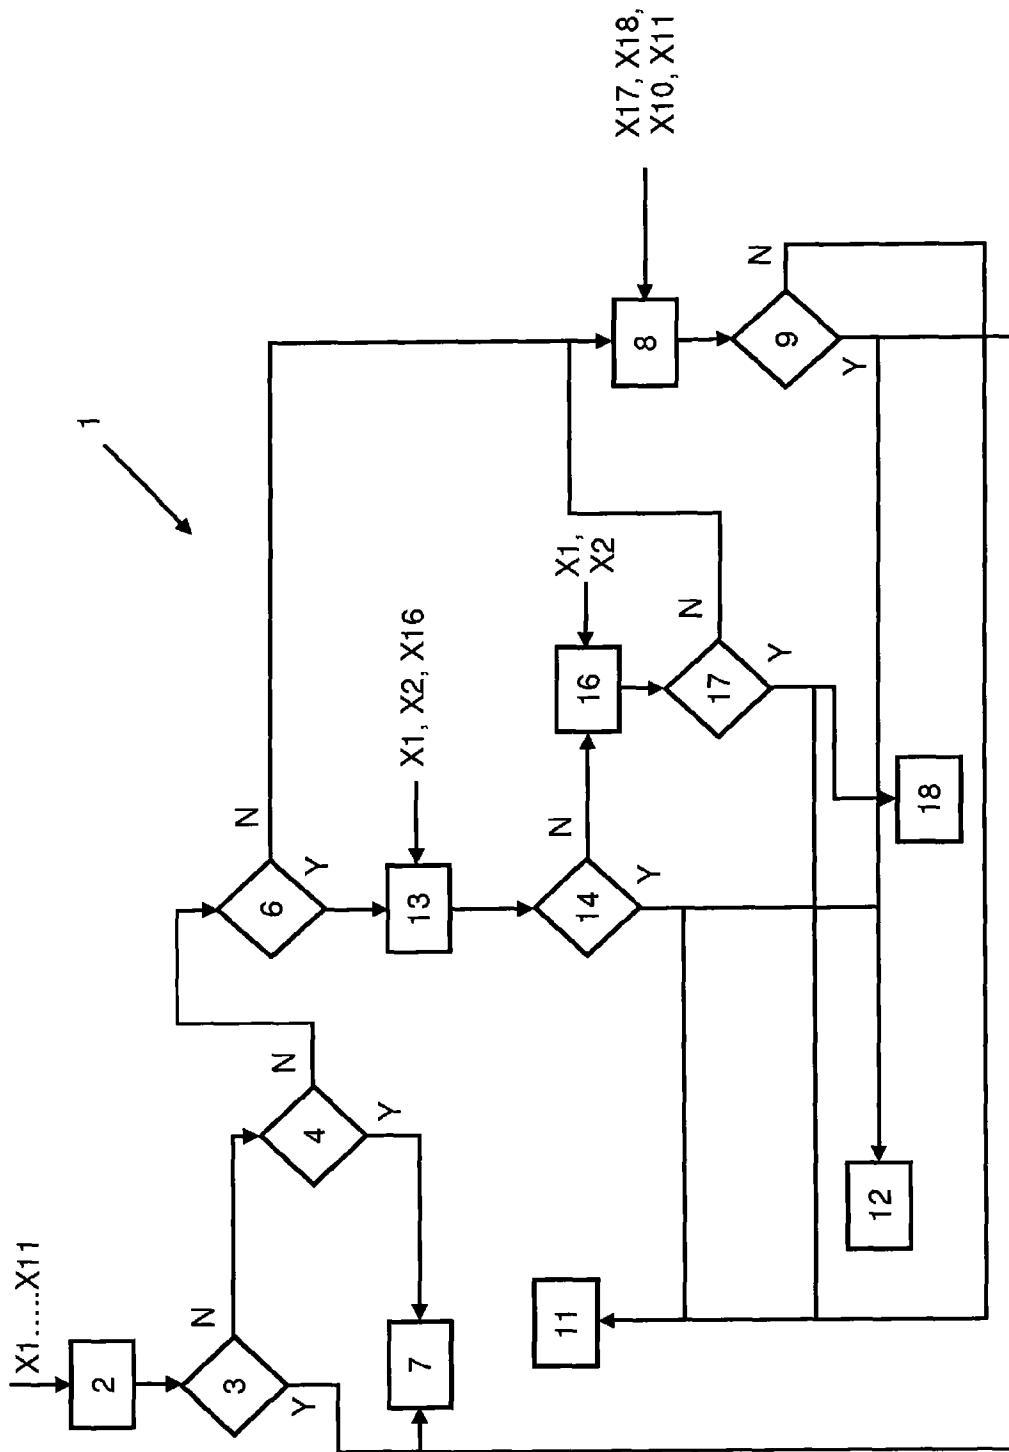 1
X1.....X11
2
3
N
Y
4
N
Y
7
6
N
Y
X1, X2, X16
13
14
N
Y
X1,
X2
16
17
N
Y
X17, X18,
X10, X11
8
9
N
Y
11
12
18